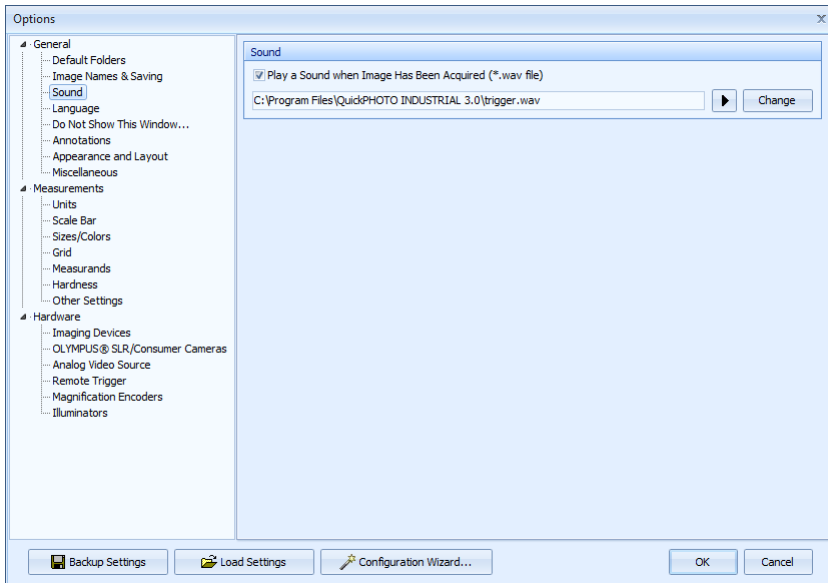 Options
General
Default Folders
Image Names & Saving
Sound
Language
Do Not Show This Window...
Annotations
Appearance and Layout
Miscellaneous
Measurements
Units
Scale Bar
Sizes/Colors
Grid
Measurands
Hardness
Other Settings
Hardware
Imaging Devices
OLYMPUS® SLR/Consumer Cameras
Analog Video Source
Remote Trigger
Magnification Encoders
Illuminators
Sound
Play a Sound when Image Has Been Acquired (*.wav file)
C:\Program Files\QuickPHOTO INDUSTRIAL 3.0\trigger.wav
Change
Backup Settings
Load Settings
Configuration Wizard...
OK
Cancel